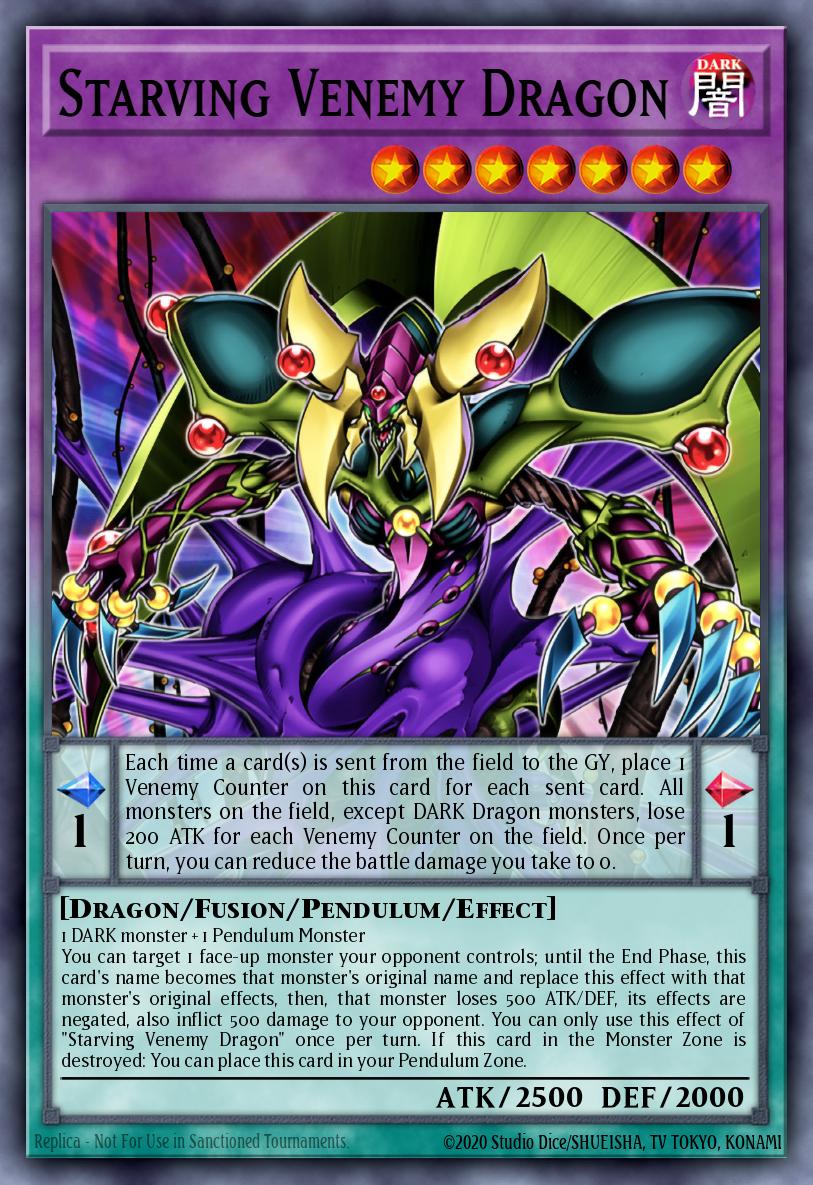 Starving Venemy Dragon
DARK
闇
Each time a card(s) is sent from the field to the GY, place 1
Venemy Counter on this card for each sent card. All
monsters on the field, except DARK Dragon monsters, lose
200 ATK for each Venemy Counter on the field. Once per
turn, you can reduce the battle damage you take to 0.
1
1
[Dragon/Fusion/Pendulum/Effect]
1 DARK monster + 1 Pendulum Monster
You can target 1 face-up monster your opponent controls; until the End Phase, this
card's name becomes that monster's original name and replace this effect with that
monster's original effects, then, that monster loses 500 ATK/DEF, its effects are
negated, also inflict 500 damage to your opponent. You can only use this effect of
"Starving Venemy Dragon" once per turn. If this card in the Monster Zone is
destroyed: You can place this card in your Pendulum Zone.
ATK/2500 DEF/2000
Replica - Not For Use in Sanctioned Tournaments.
©2020 Studio Dice/SHUEISHA, TV TOKYO, KONAMI